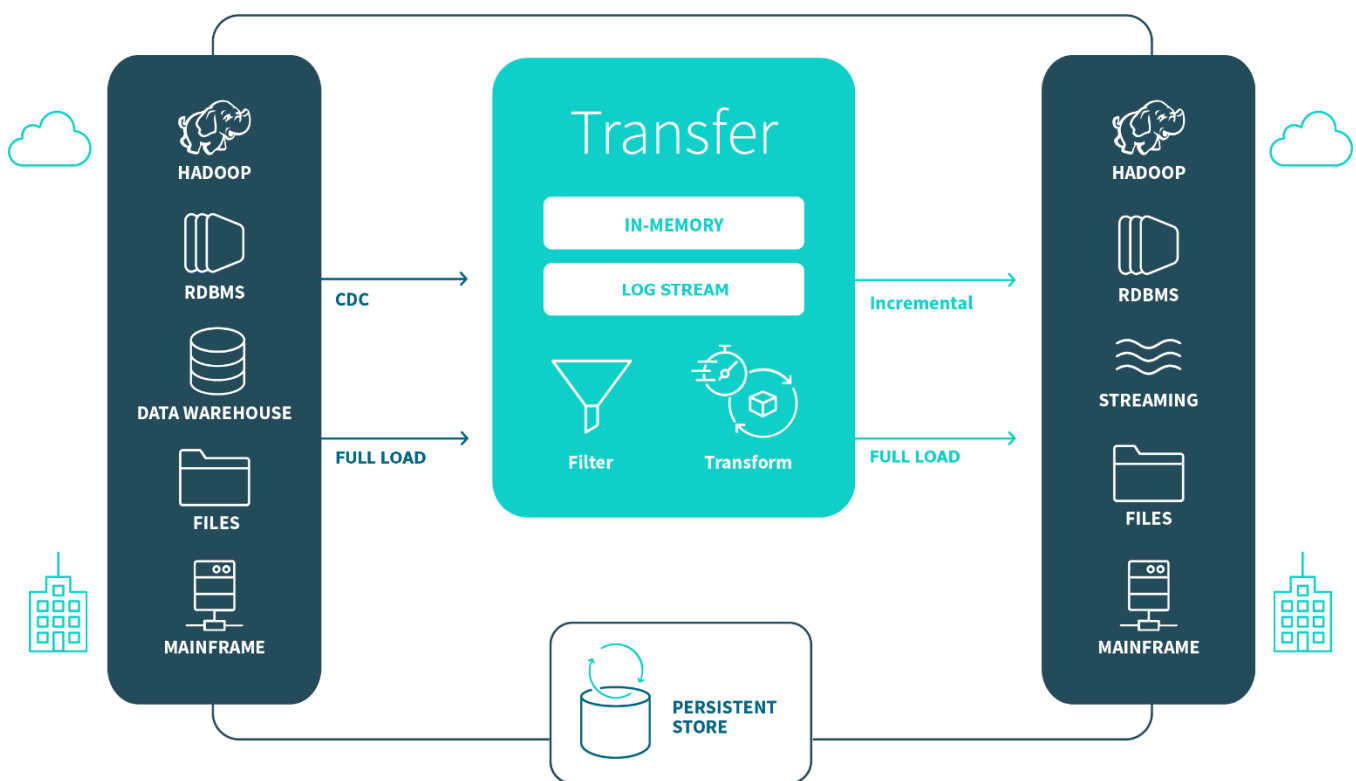 HADOOP
RDBMS
DATA WAREHOUSE
FILES
MAINFRAME
CDC
FULL LOAD
Transfer
IN-MEMORY
LOG STREAM
Filter
Transform
Incremental
FULL LOAD
HADOOP
RDBMS
STREAMING
FILES
MAINFRAME
PERSISTENT
STORE